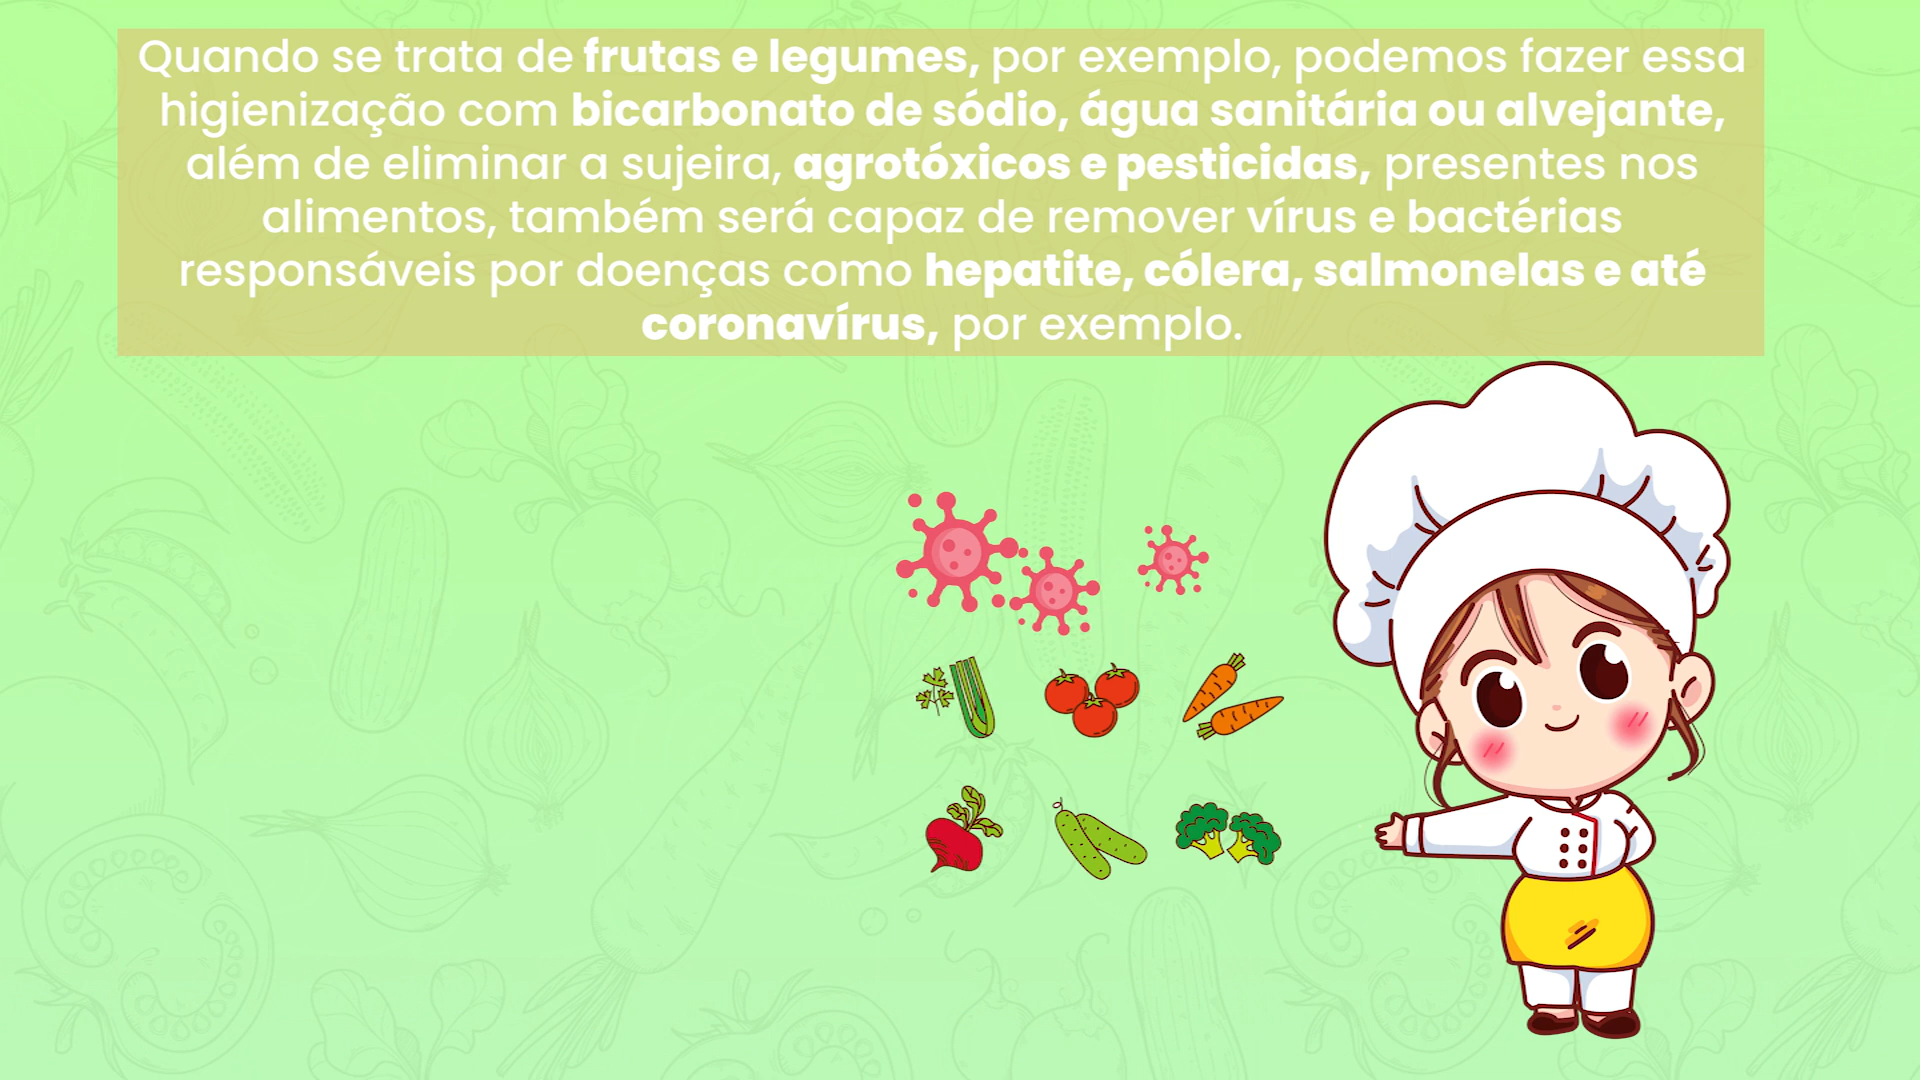 Quando se trata de frutas e legumes, por exemplo, podemos fazer essa
higienização com bicarbonato de sódio, água sanitária ou alvejante,
além de eliminar a sujeira, agrotóxicos e pesticidas, presentes nos
alimentos, também será capaz de remover vírus e bactérias
responsáveis por doenças como hepatite, cólera, salmonelas e até
coronavírus, por exemplo.